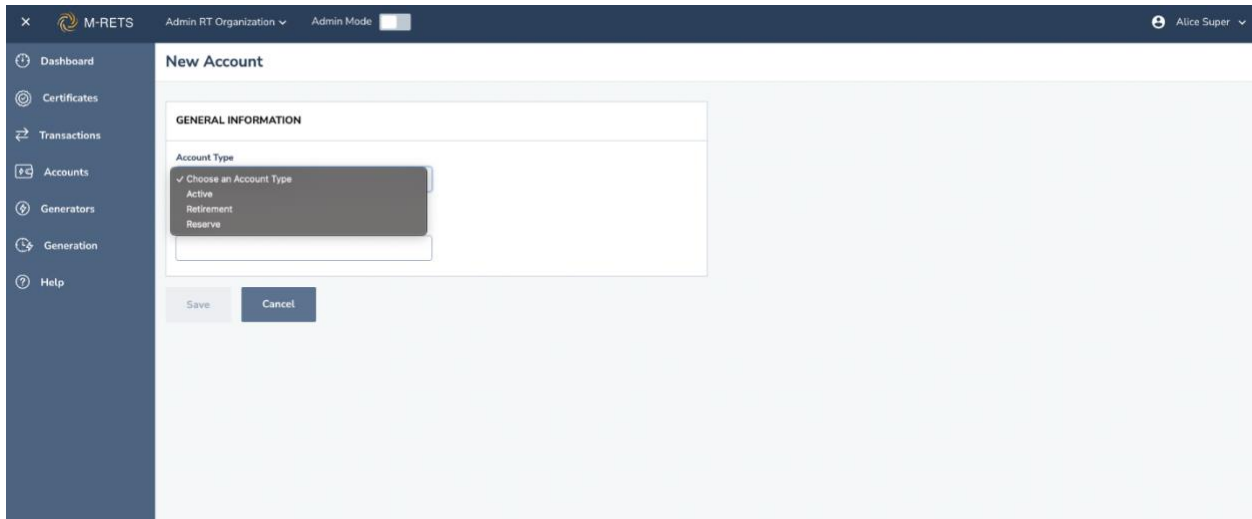 M-RETS
Admin RT Organization
Admin Mode
Alice Super
Dashboard
Certificates
Transactions
Accounts
Generators
Generation
Help
New Account
GENERAL INFORMATION
Account Type
✓ Choose an Account Type
Active
Retirement
Reserve
Save
Cancel